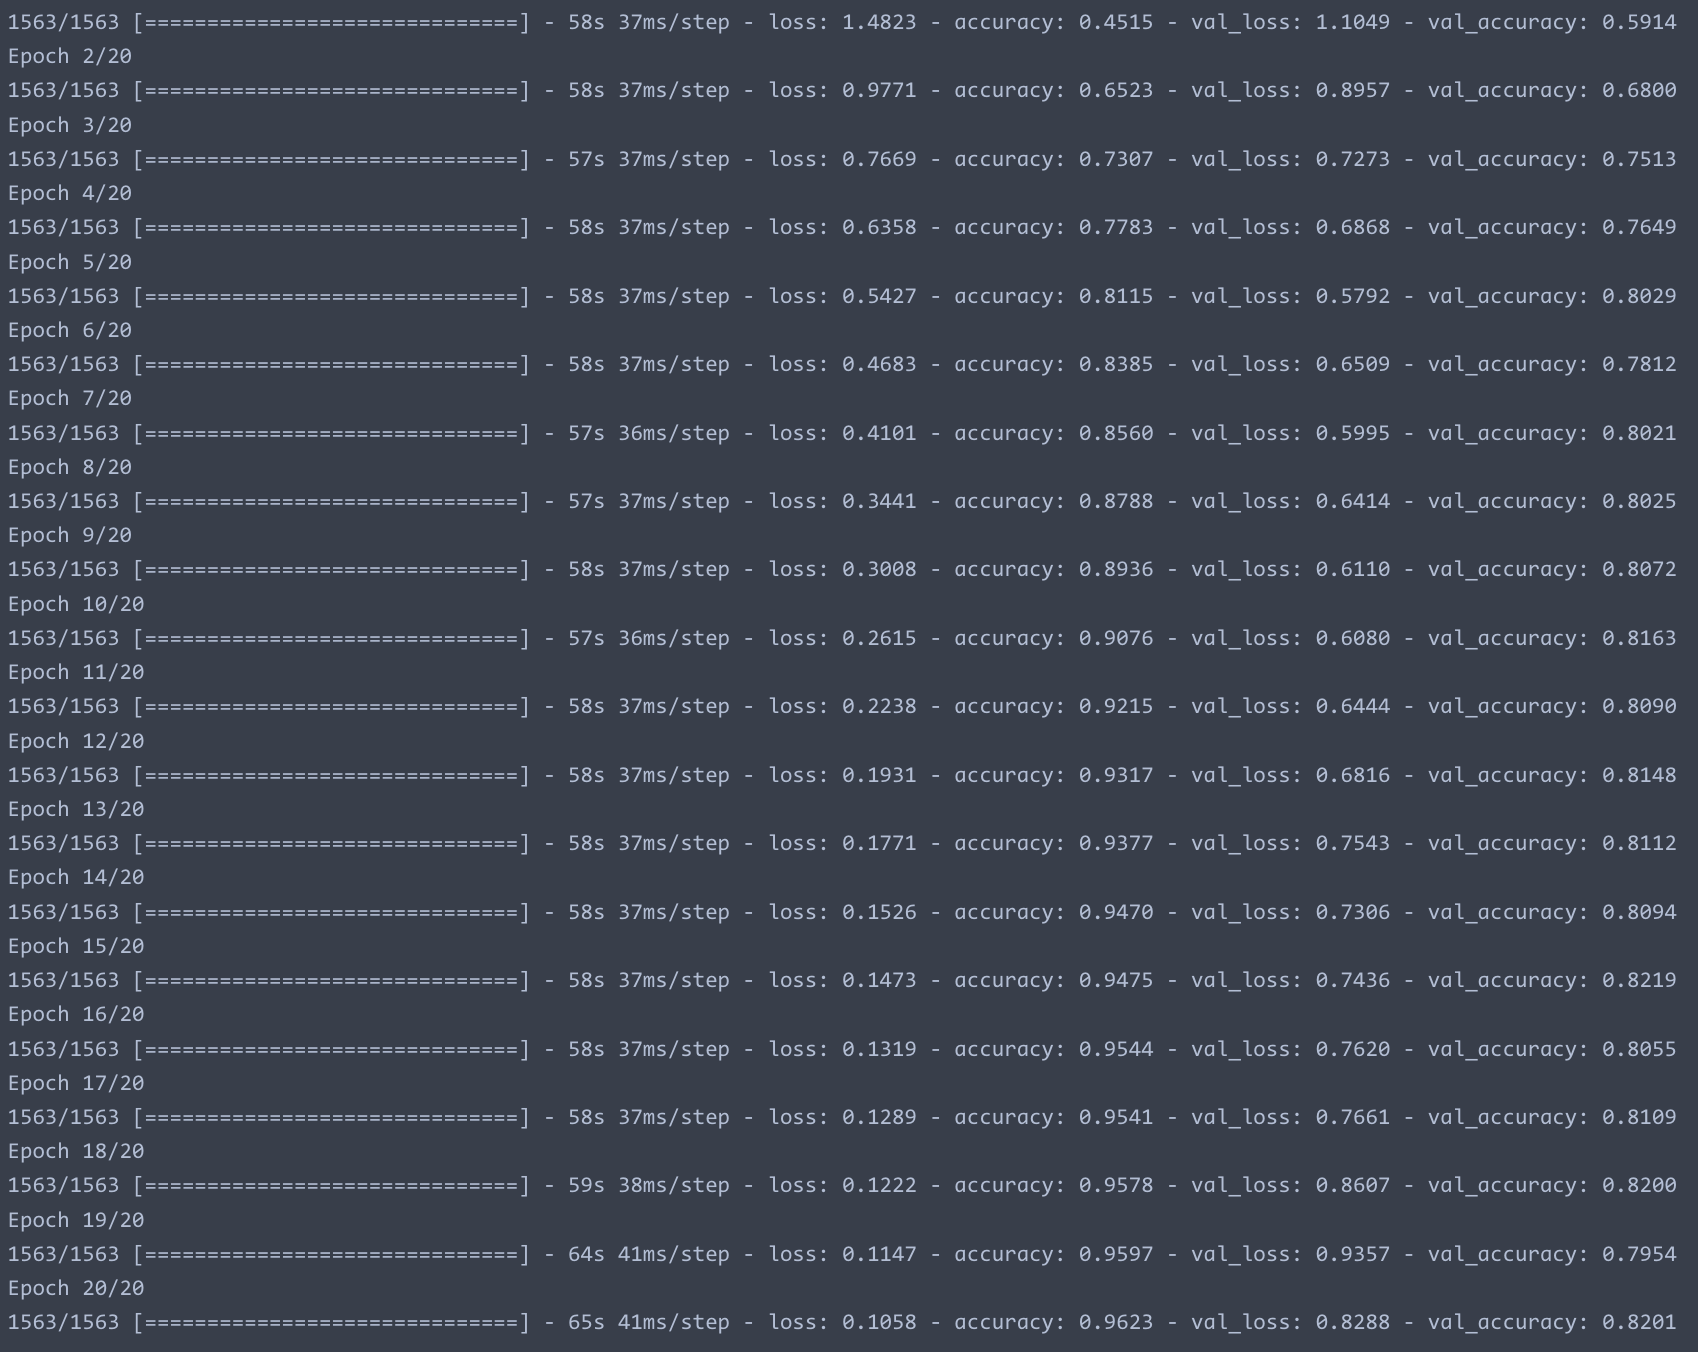 1563/1563 [==============================] - 58s 37ms/step - loss: 1.4823 - accuracy: 0.4515 - val_loss: 1.1049 - val_accuracy: 0.5914
Epoch 2/20
1563/1563 [==============================] - 58s 37ms/step - loss: 0.9771 - accuracy: 0.6523 - val_loss: 0.8957 - val_accuracy: 0.6800
Epoch 3/20
1563/1563 [==============================] - 57s 37ms/step - loss: 0.7669 - accuracy: 0.7307 - val_loss: 0.7273 - val_accuracy: 0.7513
Epoch 4/20
1563/1563 [==============================] - 58s 37ms/step - loss: 0.6358 - accuracy: 0.7783 - val_loss: 0.6868 - val_accuracy: 0.7649
Epoch 5/20
1563/1563 [==============================] - 58s 37ms/step - loss: 0.5427 - accuracy: 0.8115 - val_loss: 0.5792 - val_accuracy: 0.8029
Epoch 6/20
1563/1563 [==============================] - 58s 37ms/step - loss: 0.4683 - accuracy: 0.8385 - val_loss: 0.6509 - val_accuracy: 0.7812
Epoch 7/20
1563/1563 [==============================] - 57s 36ms/step - loss: 0.4101 - accuracy: 0.8560 - val_loss: 0.5995 - val_accuracy: 0.8021
Epoch 8/20
1563/1563 [==============================] - 57s 37ms/step - loss: 0.3441 - accuracy: 0.8788 - val_loss: 0.6414 - val_accuracy: 0.8025
Epoch 9/20
1563/1563 [==============================] - 58s 37ms/step - loss: 0.3008 - accuracy: 0.8936 - val_loss: 0.6110 - val_accuracy: 0.8072
Epoch 10/20
1563/1563 [==============================] - 57s 36ms/step - loss: 0.2615 - accuracy: 0.9076 - val_loss: 0.6080 - val_accuracy: 0.8163
Epoch 11/20
1563/1563 [==============================] - 58s 37ms/step - loss: 0.2238 - accuracy: 0.9215 - val_loss: 0.6444 - val_accuracy: 0.8090
Epoch 12/20
1563/1563 [==============================] - 58s 37ms/step - loss: 0.1931 - accuracy: 0.9317 - val_loss: 0.6816 - val_accuracy: 0.8148
Epoch 13/20
1563/1563 [==============================] - 58s 37ms/step - loss: 0.1771 - accuracy: 0.9377 - val_loss: 0.7543 - val_accuracy: 0.8112
Epoch 14/20
1563/1563 [==============================] - 58s 37ms/step - loss: 0.1526 - accuracy: 0.9470 - val_loss: 0.7306 - val_accuracy: 0.8094
Epoch 15/20
1563/1563 [==============================] - 58s 37ms/step - loss: 0.1473 - accuracy: 0.9475 - val_loss: 0.7436 - val_accuracy: 0.8219
Epoch 16/20
1563/1563 [==============================] - 58s 37ms/step - loss: 0.1319 - accuracy: 0.9544 - val_loss: 0.7620 - val_accuracy: 0.8055
Epoch 17/20
1563/1563 [==============================] - 58s 37ms/step - loss: 0.1289 - accuracy: 0.9541 - val_loss: 0.7661 - val_accuracy: 0.8109
Epoch 18/20
1563/1563 [==============================] - 59s 38ms/step - loss: 0.1222 - accuracy: 0.9578 - val_loss: 0.8607 - val_accuracy: 0.8200
Epoch 19/20
1563/1563 [==============================] - 64s 41ms/step - loss: 0.1147 - accuracy: 0.9597 - val_loss: 0.9357 - val_accuracy: 0.7954
Epoch 20/20
1563/1563 [==============================] - 65s 41ms/step - loss: 0.1058 - accuracy: 0.9623 - val_loss: 0.8288 - val_accuracy: 0.8201